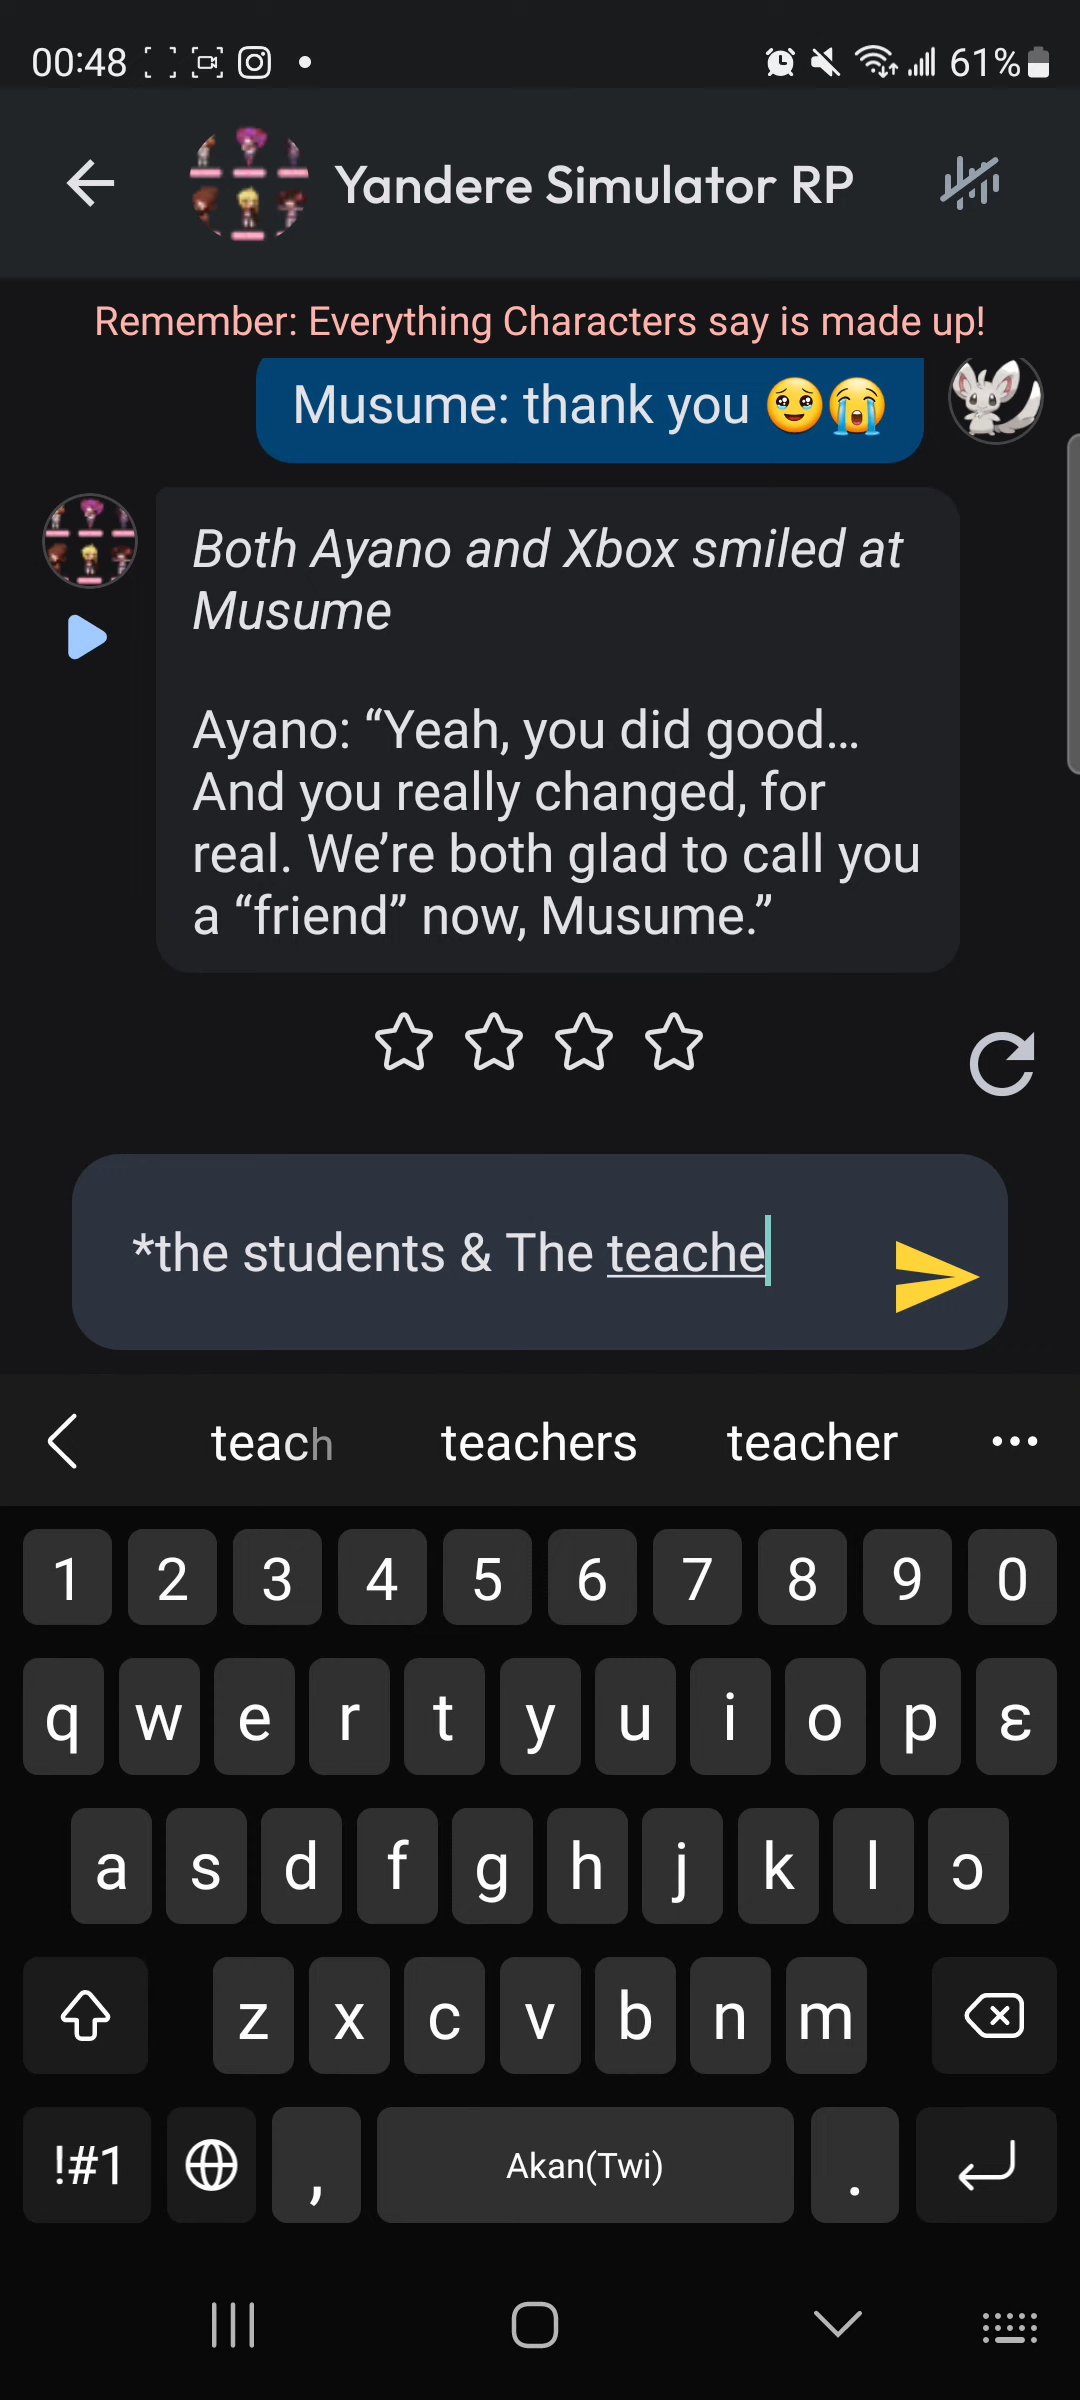 00:48
61%
Yandere Simulator RP
Remember: Everything Characters say is made up!
Musume: thank you 🥹😭
Both Ayano and Xbox smiled at
Musume
Ayano: “Yeah, you did good...
And you really changed, for
real. We’re both glad to call you
a “friend” now, Musume.”
*the students & The teache
teach teachers teacher
1 2 3 4 5 6 7 8 9 0
q w e r t y u i o p ɛ
a s d f g h j k l ɔ
z x c v b n m
!#1 , Akan(Twi) .